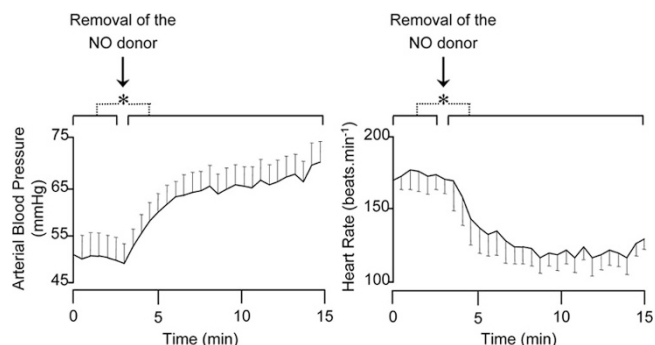 Removal of the
NO donor
*
75
65
55
45
Arterial Blood Pressure
(mmHg)
0
5
10
15
Time (min)
Removal of the
NO donor
*
200
150
100
Heart Rate (beats.min⁻¹)
0
5
10
15
Time (min)